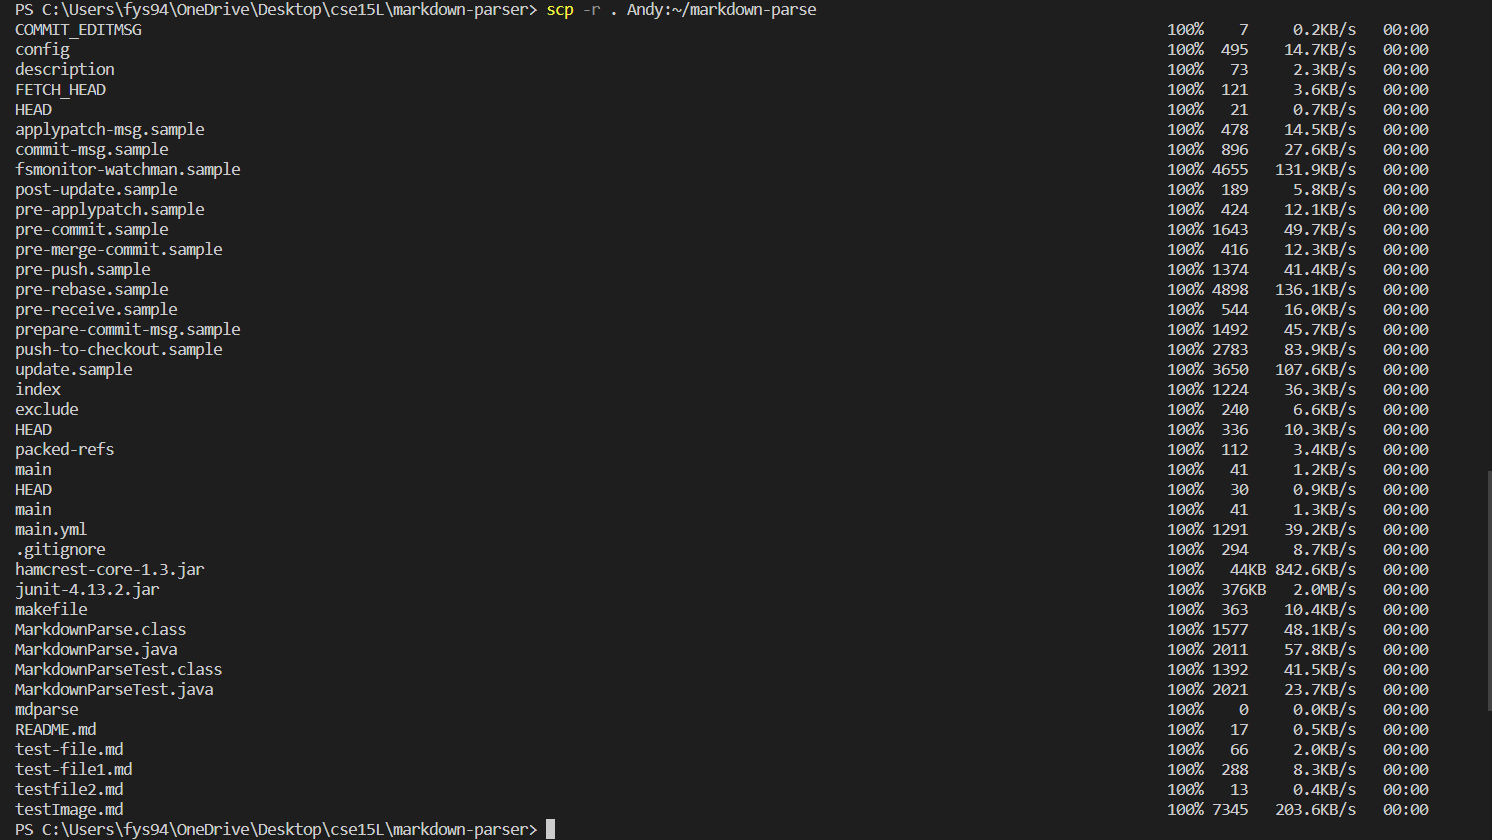 PS C:\Users\fys94\OneDrive\Desktop\cse15L\markdown-parser> scp -r . Andy:~/markdown-parse
COMMIT_EDITMSG 100% 7 0.2KB/s 00:00
config 100% 495 14.7KB/s 00:00
description 100% 73 2.3KB/s 00:00
FETCH_HEAD 100% 121 3.6KB/s 00:00
HEAD 100% 21 0.7KB/s 00:00
applypatch-msg.sample 100% 478 14.5KB/s 00:00
commit-msg.sample 100% 896 27.6KB/s 00:00
fsmonitor-watchman.sample 100% 4655 131.9KB/s 00:00
post-update.sample 100% 189 5.8KB/s 00:00
pre-applypatch.sample 100% 424 12.1KB/s 00:00
pre-commit.sample 100% 1643 49.7KB/s 00:00
pre-merge-commit.sample 100% 416 12.3KB/s 00:00
pre-push.sample 100% 1374 41.4KB/s 00:00
pre-rebase.sample 100% 4898 136.1KB/s 00:00
pre-receive.sample 100% 544 16.0KB/s 00:00
prepare-commit-msg.sample 100% 1492 45.7KB/s 00:00
push-to-checkout.sample 100% 2783 83.9KB/s 00:00
update.sample 100% 3650 107.6KB/s 00:00
index 100% 1224 36.3KB/s 00:00
exclude 100% 240 6.6KB/s 00:00
HEAD 100% 336 10.3KB/s 00:00
packed-refs 100% 112 3.4KB/s 00:00
main 100% 41 1.2KB/s 00:00
HEAD 100% 30 0.9KB/s 00:00
main 100% 41 1.3KB/s 00:00
main.yml 100% 1291 39.2KB/s 00:00
.gitignore 100% 294 8.7KB/s 00:00
hamcrest-core-1.3.jar 100% 44KB 842.6KB/s 00:00
junit-4.13.2.jar 100% 376KB 2.0MB/s 00:00
makefile 100% 363 10.4KB/s 00:00
MarkdownParse.class 100% 1577 48.1KB/s 00:00
MarkdownParse.java 100% 2011 57.8KB/s 00:00
MarkdownParseTest.class 100% 1392 41.5KB/s 00:00
MarkdownParseTest.java 100% 2021 23.7KB/s 00:00
mdparse 100% 0 0.0KB/s 00:00
README.md 100% 17 0.5KB/s 00:00
test-file.md 100% 66 2.0KB/s 00:00
test-file1.md 100% 288 8.3KB/s 00:00
testfile2.md 100% 13 0.4KB/s 00:00
testImage.md 100% 7345 203.6KB/s 00:00
PS C:\Users\fys94\OneDrive\Desktop\cse15L\markdown-parser>